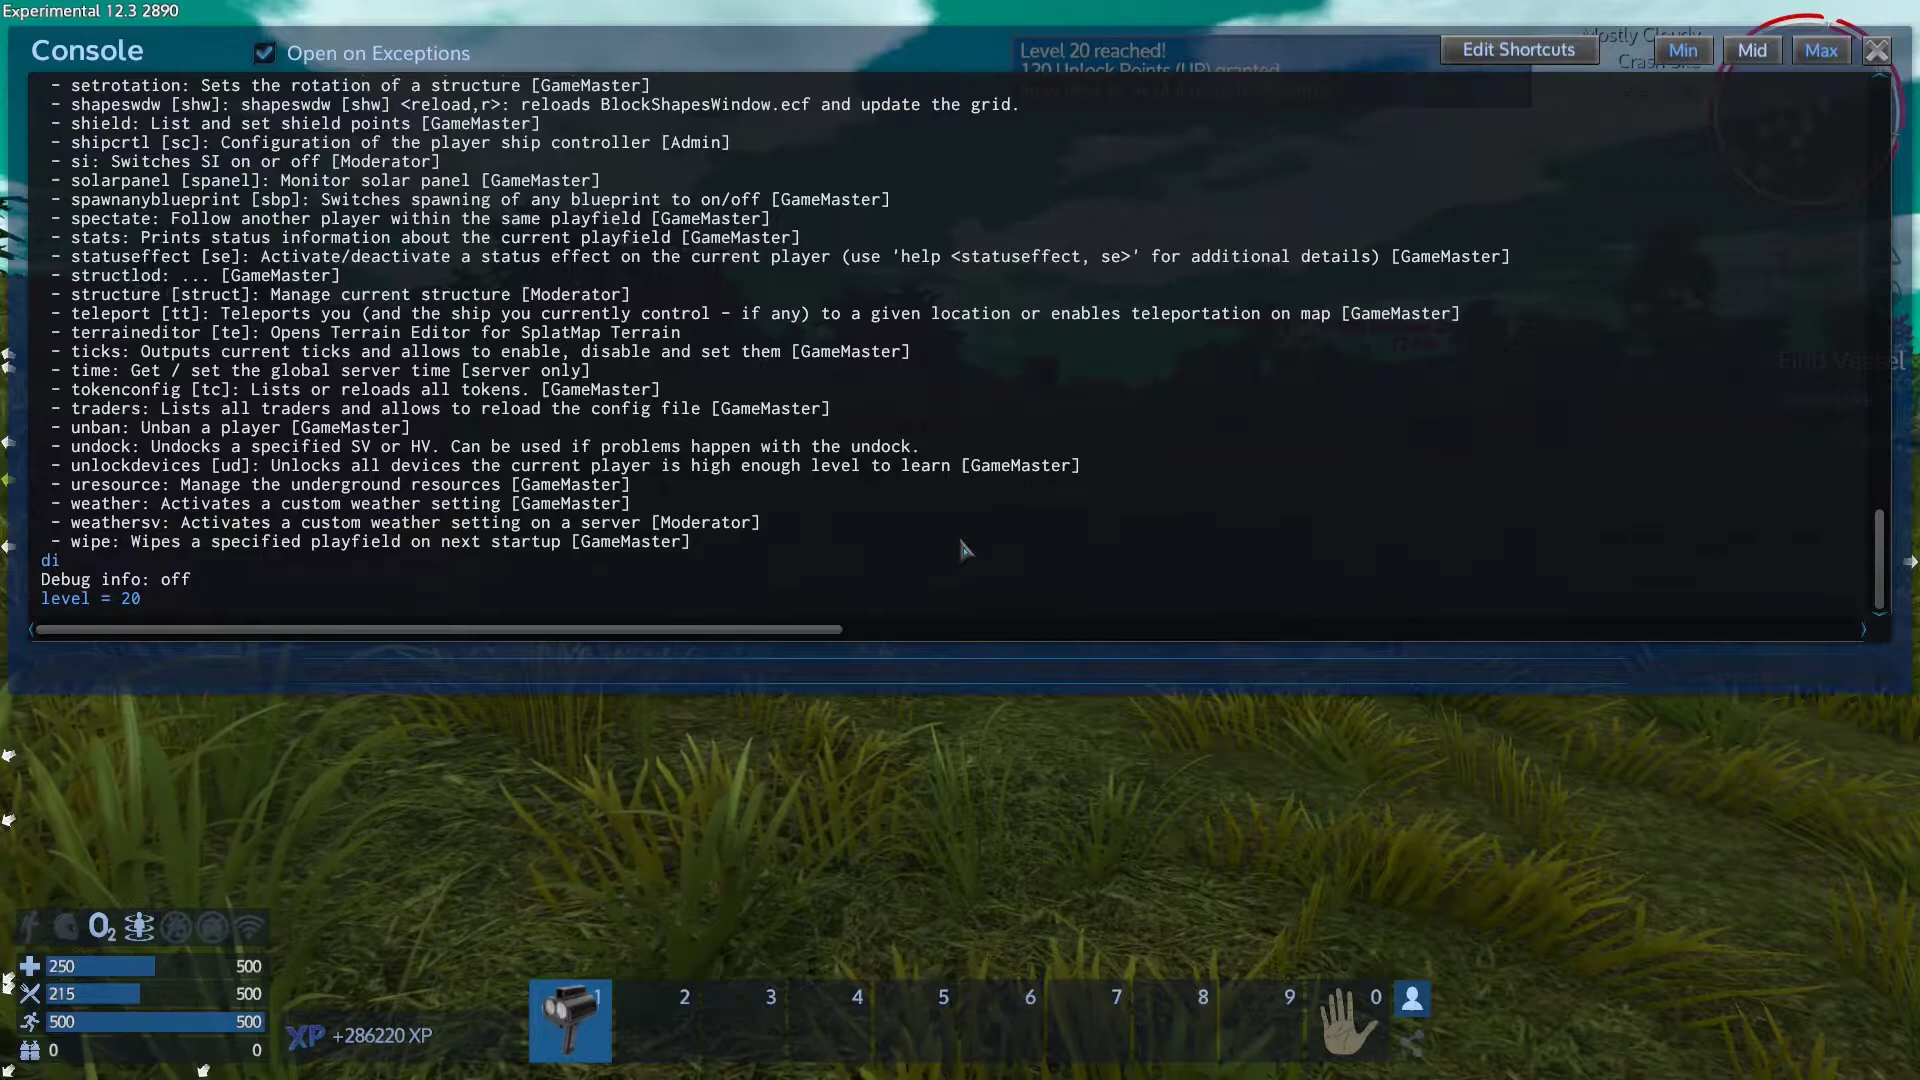 Experimental 12.3 2890
Console
Open on Exceptions
Level 20 reached!
120 Unlock Points (UP) granted
Mostly Cloudy
Edit Shortcuts
Min
Mid
Max
- setrotation: Sets the rotation of a structure [GameMaster]
- shapeswdw [shw]: shapeswdw [shw] <reload,r>: reloads BlockShapesWindow.ecf and update the grid.
- shield: List and set shield points [GameMaster]
- shipcrtl [sc]: Configuration of the player ship controller [Admin]
- si: Switches SI on or off [Moderator]
- solarpanel [spanel]: Monitor solar panel [GameMaster]
- spawnanyblueprint [sbp]: Switches spawning of any blueprint to on/off [GameMaster]
- spectate: Follow another player within the same playfield [GameMaster]
- stats: Prints status information about the current playfield [GameMaster]
- statuseffect [se]: Activate/deactivate a status effect on the current player (use 'help <statuseffect, se>' for additional details) [GameMaster]
- structlod: ... [GameMaster]
- structure [struct]: Manage current structure [Moderator]
- teleport [tt]: Teleports you (and the ship you currently control - if any) to a given location or enables teleportation on map [GameMaster]
- terraineditor [te]: Opens Terrain Editor for SplatMap Terrain
- ticks: Outputs current ticks and allows to enable, disable and set them [GameMaster]
- time: Get / set the global server time [server only]
- tokenconfig [tc]: Lists or reloads all tokens. [GameMaster]
- traders: Lists all traders and allows to reload the config file [GameMaster]
- unban: Unban a player [GameMaster]
- undock: Undocks a specified SV or HV. Can be used if problems happen with the undock.
- unlockdevices [ud]: Unlocks all devices the current player is high enough level to learn [GameMaster]
- uresource: Manage the underground resources [GameMaster]
- weather: Activates a custom weather setting [GameMaster]
- weathersv: Activates a custom weather setting on a server [Moderator]
- wipe: Wipes a specified playfield on next startup [GameMaster]
di
Debug info: off
level = 20
Find Vessel
O2
250 500
215 500
500 500
0 0
XP +286220 XP
1 2 3 4 5 6 7 8 9 0